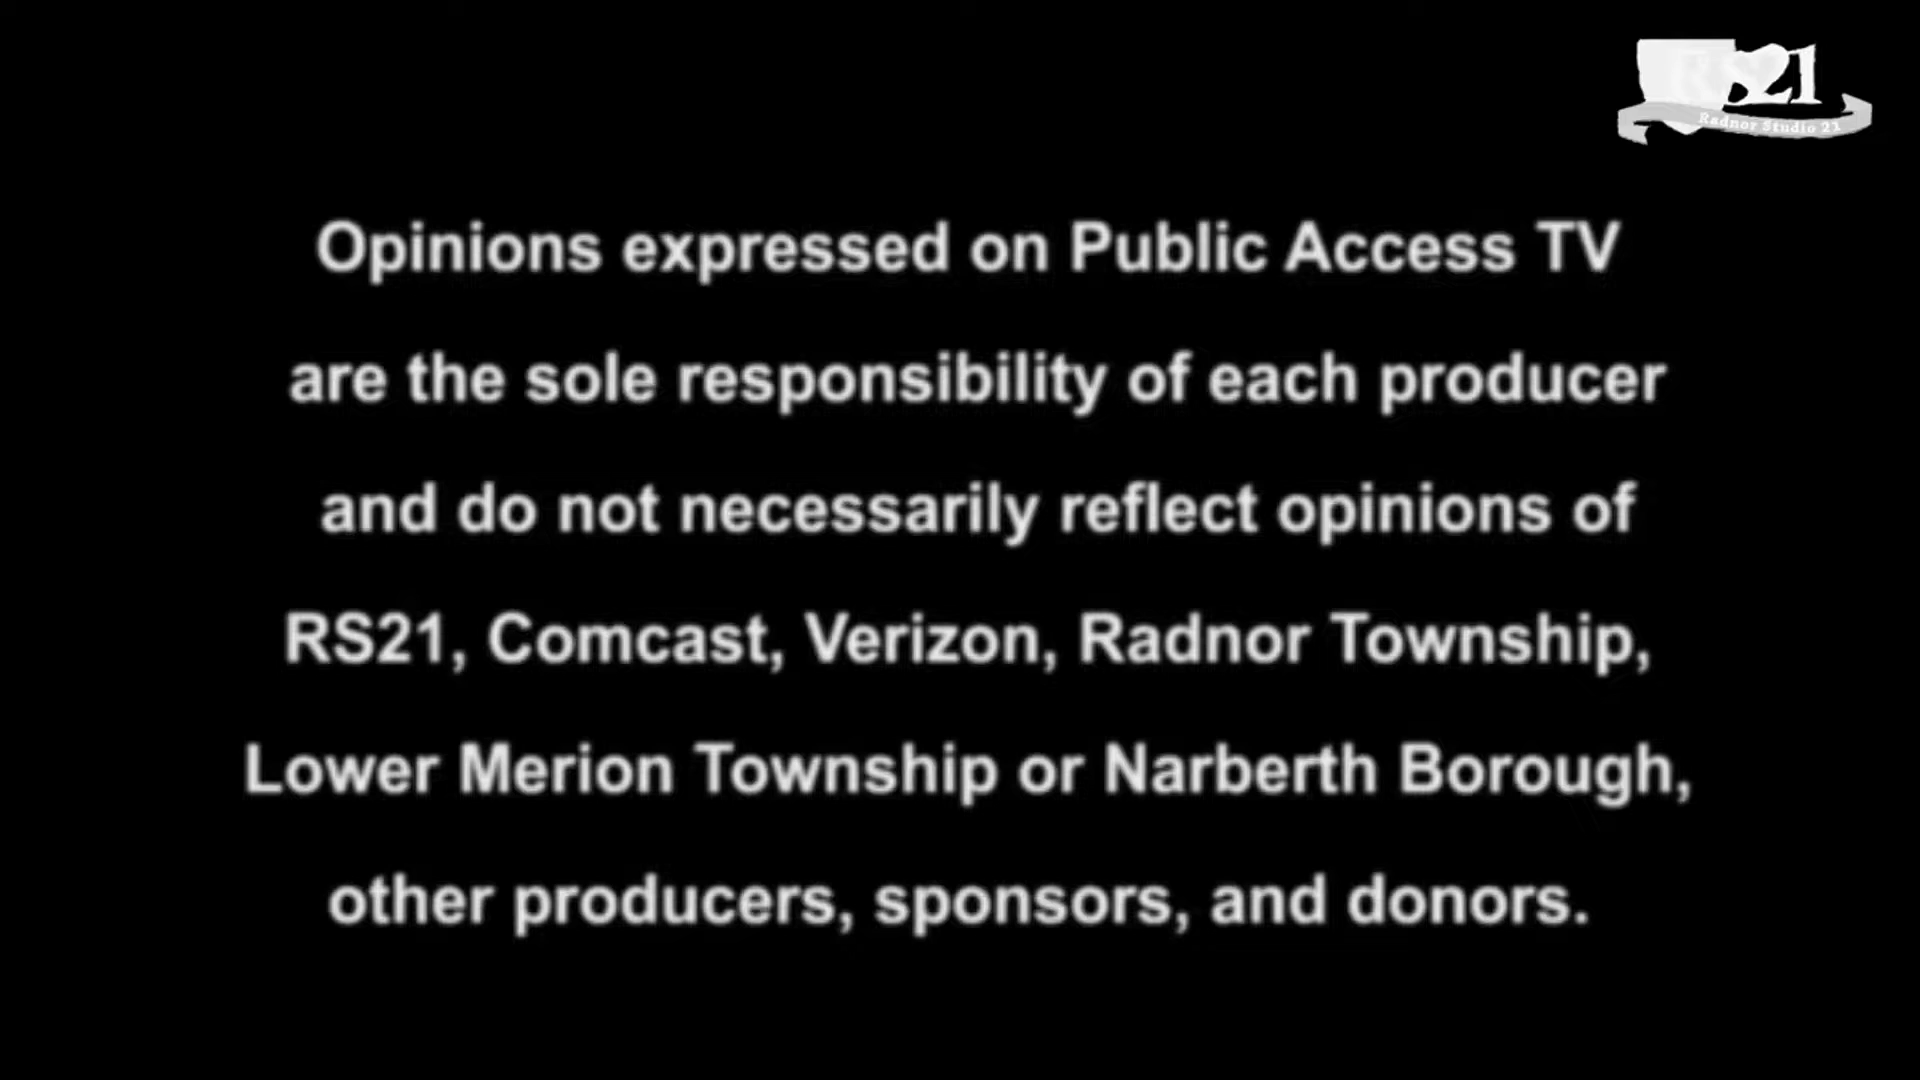 RS21
Radnor Studio 21
Opinions expressed on Public Access TV
are the sole responsibility of each producer
and do not necessarily reflect opinions of
RS21, Comcast, Verizon, Radnor Township,
Lower Merion Township or Narberth Borough,
other producers, sponsors, and donors.